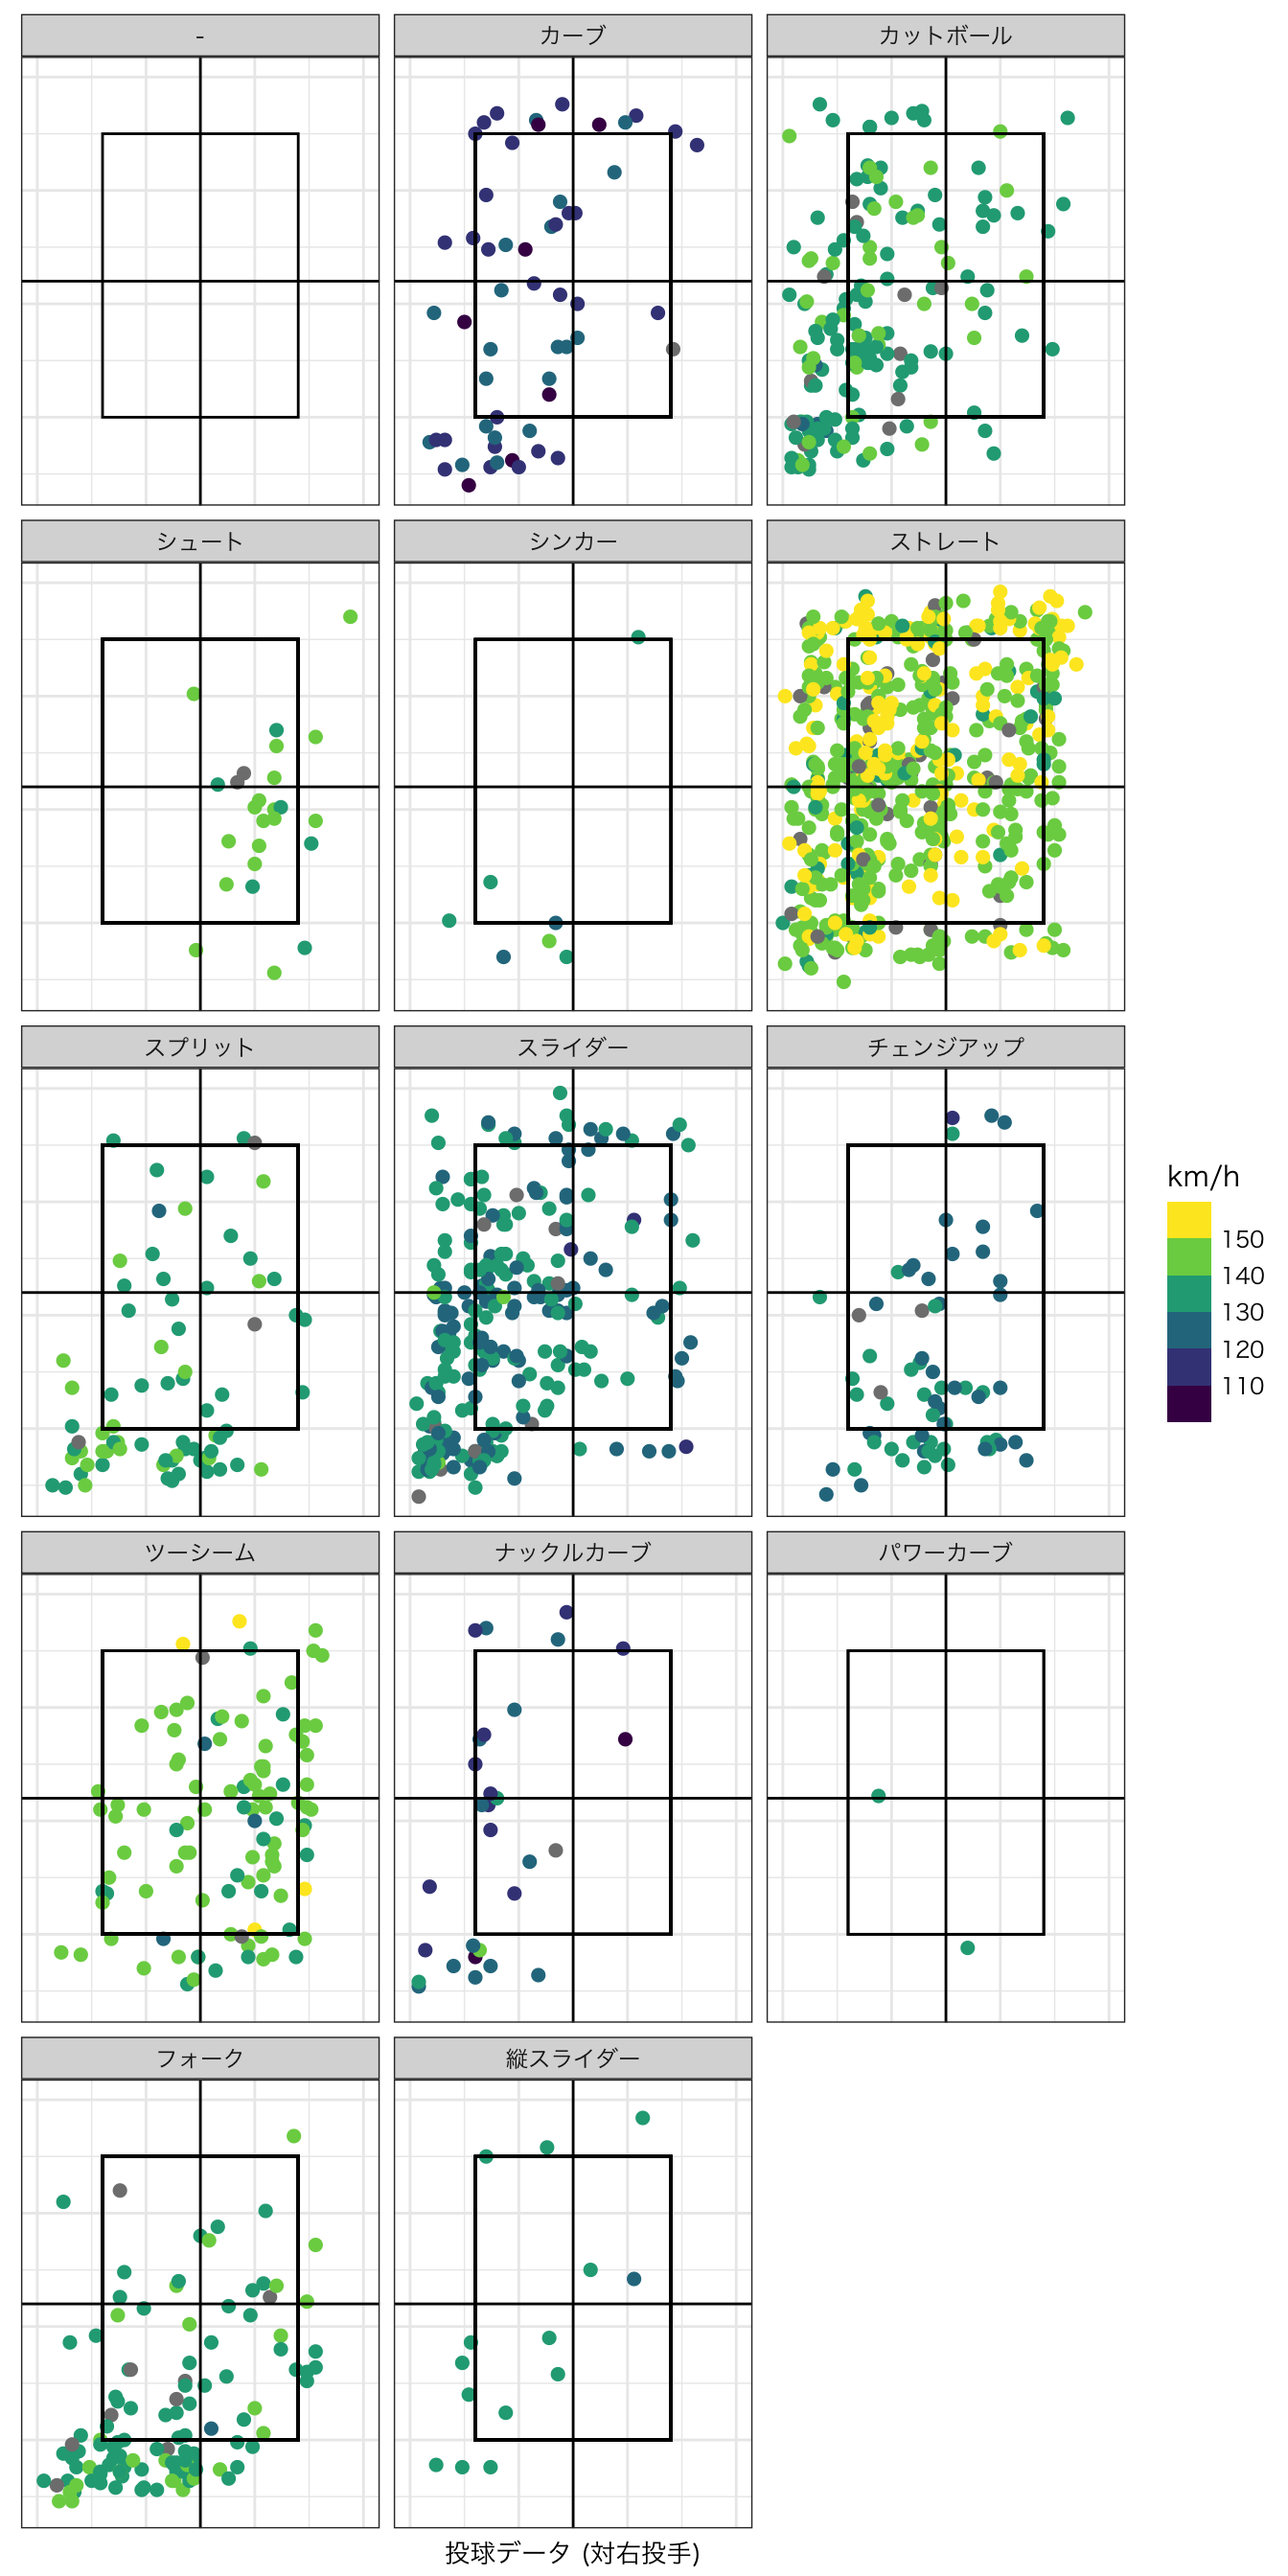 -
カーブ
カットボール
シュート
シンカー
ストレート
スプリット
スライダー
チェンジアップ
km/h
150
140
130
120
110
ツーシーム
ナックルカーブ
パワーカーブ
フォーク
縦スライダー
投球データ (対右投手)